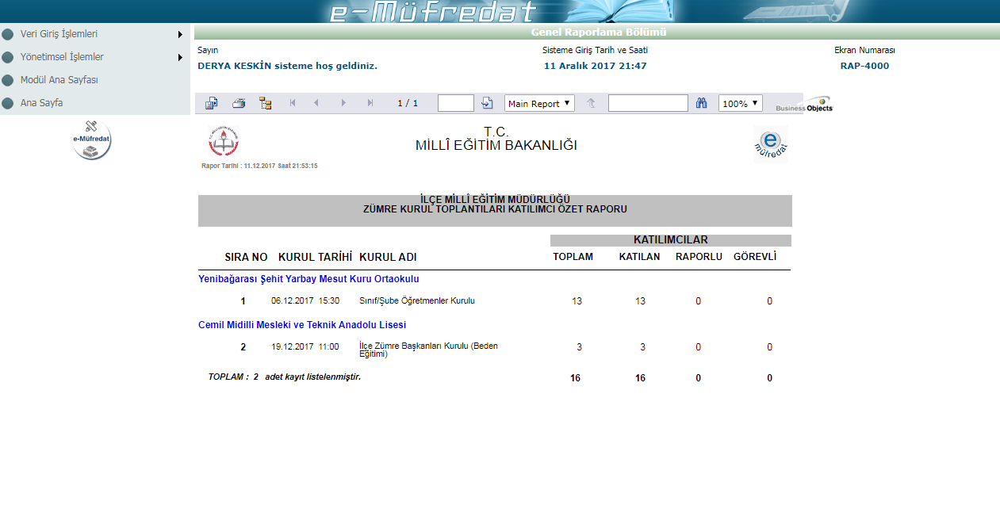 e-Müfredat
Veri Giriş İşlemleri
Yönetimsel İşlemler
Modül Ana Sayfası
Ana Sayfa
e-Müfredat
Genel Raporlama Bölümü
Sayın
Sisteme Giriş Tarih ve Saati
Ekran Numarası
DERYA KESKİN sisteme hoş geldiniz.
11 Aralık 2017 21:47
RAP-4000
1 / 1
Main Report
100%
Business Objects
T.C.
MİLLÎ EĞİTİM BAKANLIĞI
e müfredat
Rapor Tarihi : 11.12.2017 Saat 21:53:15
İLÇE MİLLÎ EĞİTİM MÜDÜRLÜĞÜ
ZÜMRE KURUL TOPLANTILARI KATILIMCI ÖZET RAPORU
KATILIMCILAR
SIRA NO KURUL TARİHİ KURUL ADI TOPLAM KATILAN RAPORLU GÖREVLİ
Yenibağarası Şehit Yarbay Mesut Kuru Ortaokulu
1 06.12.2017 15:30 Sınıf/Şube Öğretmenler Kurulu 13 13 0 0
Cemil Midilli Mesleki ve Teknik Anadolu Lisesi
2 19.12.2017 11:00 İlçe Zümre Başkanları Kurulu (Beden 3 3 0 0
Eğitimi)
TOPLAM : 2 adet kayıt listelenmiştir. 16 16 0 0